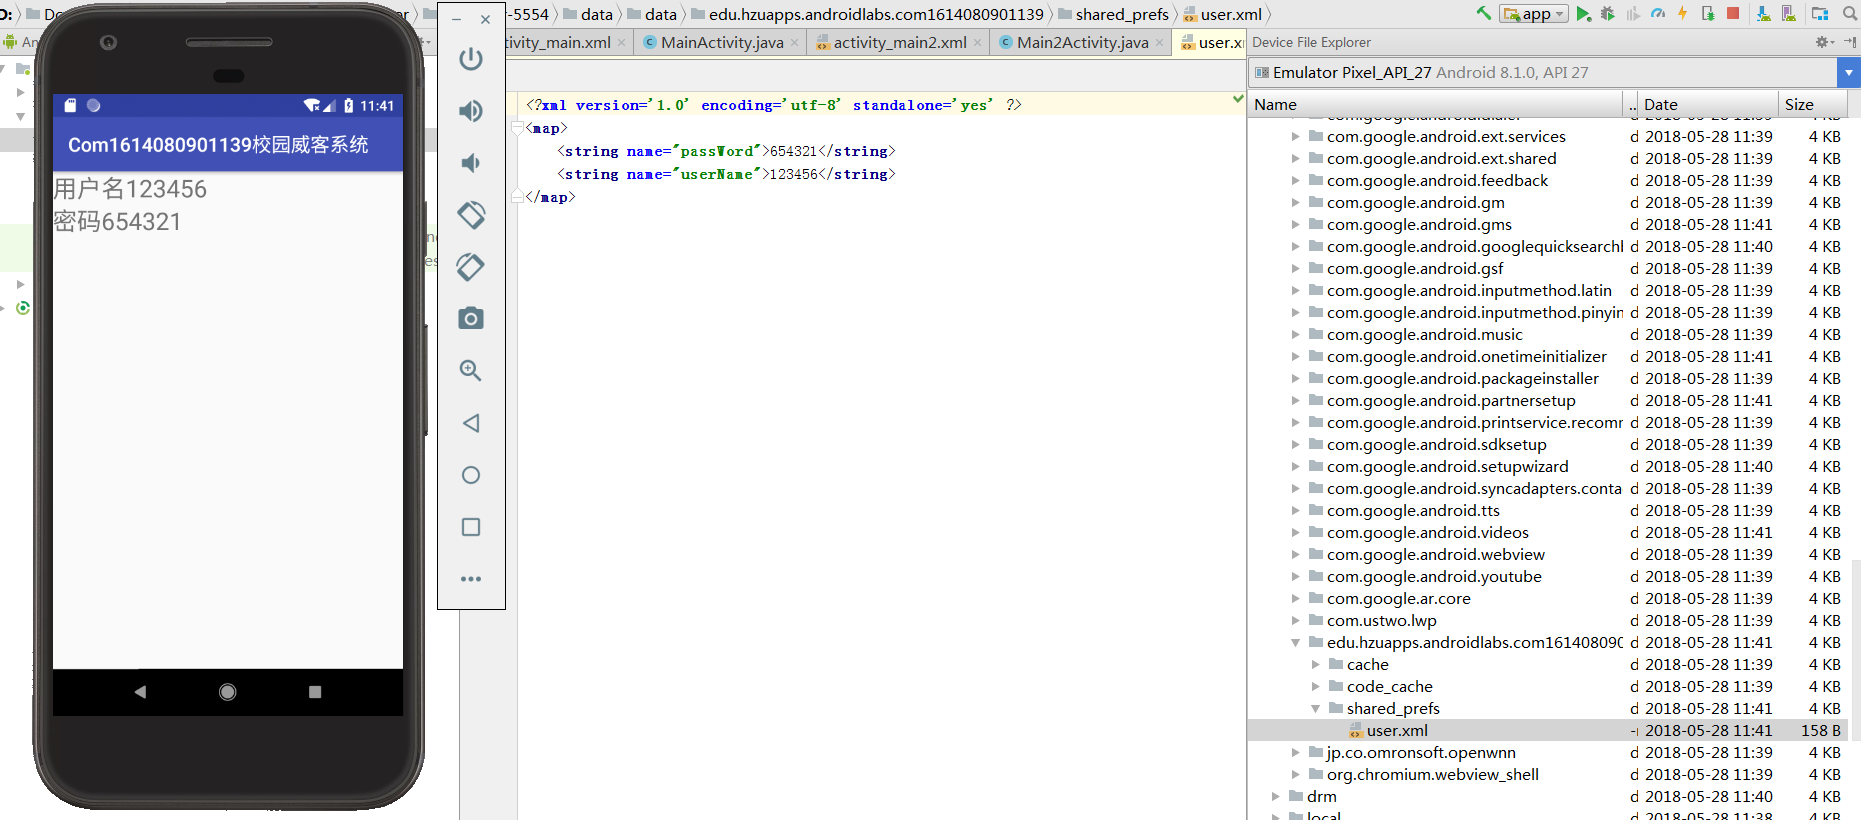 -5554 data data edu.hzuapps.androidlabs.com1614080901139 shared_prefs user.xml
app
tivity_main.xml MainActivity.java activity_main2.xml Main2Activity.java user.x
Device File Explorer
Emulator Pixel_API_27 Android 8.1.0, API 27
Name .. Date Size
11:41
Com1614080901139校园威客系统
用户名123456
密码654321
<?xml version='1.0' encoding='utf-8' standalone='yes' ?>
<map>
<string name="passWord">654321</string>
<string name="userName">123456</string>
</map>
com.google.android.ext.services d 2018-05-28 11:39 4 KB
com.google.android.ext.shared d 2018-05-28 11:39 4 KB
com.google.android.feedback d 2018-05-28 11:39 4 KB
com.google.android.gm d 2018-05-28 11:39 4 KB
com.google.android.gms d 2018-05-28 11:41 4 KB
com.google.android.googlequicksearchl d 2018-05-28 11:40 4 KB
com.google.android.gsf d 2018-05-28 11:39 4 KB
com.google.android.inputmethod.latin d 2018-05-28 11:39 4 KB
com.google.android.inputmethod.pinyin d 2018-05-28 11:39 4 KB
com.google.android.music d 2018-05-28 11:39 4 KB
com.google.android.onetimeinitializer d 2018-05-28 11:41 4 KB
com.google.android.packageinstaller d 2018-05-28 11:39 4 KB
com.google.android.partnersetup d 2018-05-28 11:41 4 KB
com.google.android.printservice.recomr d 2018-05-28 11:39 4 KB
com.google.android.sdksetup d 2018-05-28 11:39 4 KB
com.google.android.setupwizard d 2018-05-28 11:40 4 KB
com.google.android.syncadapters.conta d 2018-05-28 11:39 4 KB
com.google.android.tts d 2018-05-28 11:39 4 KB
com.google.android.videos d 2018-05-28 11:41 4 KB
com.google.android.webview d 2018-05-28 11:39 4 KB
com.google.android.youtube d 2018-05-28 11:39 4 KB
com.google.ar.core d 2018-05-28 11:39 4 KB
com.ustwo.lwp d 2018-05-28 11:39 4 KB
edu.hzuapps.androidlabs.com161408090 d 2018-05-28 11:41 4 KB
cache d 2018-05-28 11:39 4 KB
code_cache d 2018-05-28 11:39 4 KB
shared_prefs d 2018-05-28 11:41 4 KB
user.xml 2018-05-28 11:41 158 B
jp.co.omronsoft.openwnn d 2018-05-28 11:39 4 KB
org.chromium.webview_shell d 2018-05-28 11:39 4 KB
drm d 2018-05-28 11:40 4 KB
local d 2018-05-28 11:38 4 KB